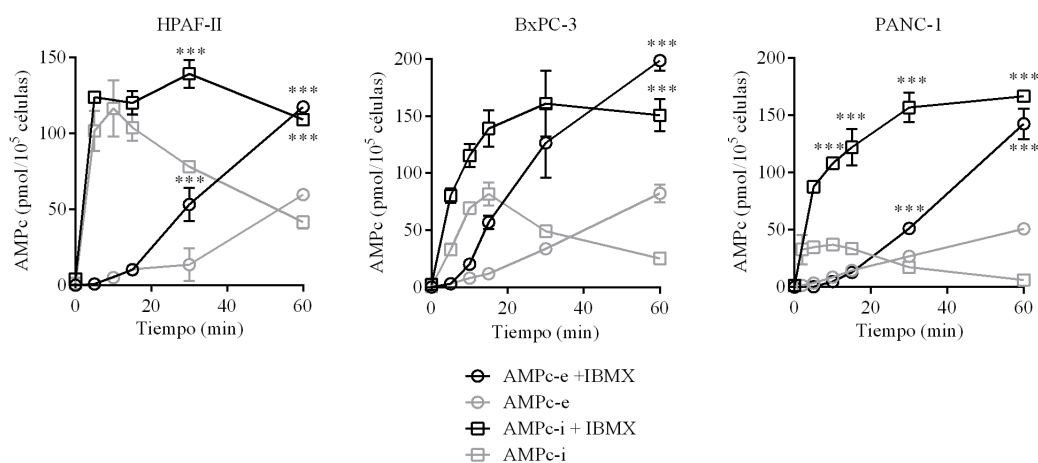 HPAF-II
AMPc (pmol/10⁵ células)
150
100
50
0
0
20
40
60
Tiempo (min)
***
***
***
***
BxPC-3
AMPc (pmol/10⁵ células)
200
150
100
50
0
0
20
40
60
Tiempo (min)
***
***
PANC-1
AMPc (pmol/10⁵ células)
200
150
100
50
0
0
20
40
60
Tiempo (min)
***
***
***
***
***
***
AMPc-e +IBMX
AMPc-e
AMPc-i + IBMX
AMPc-i